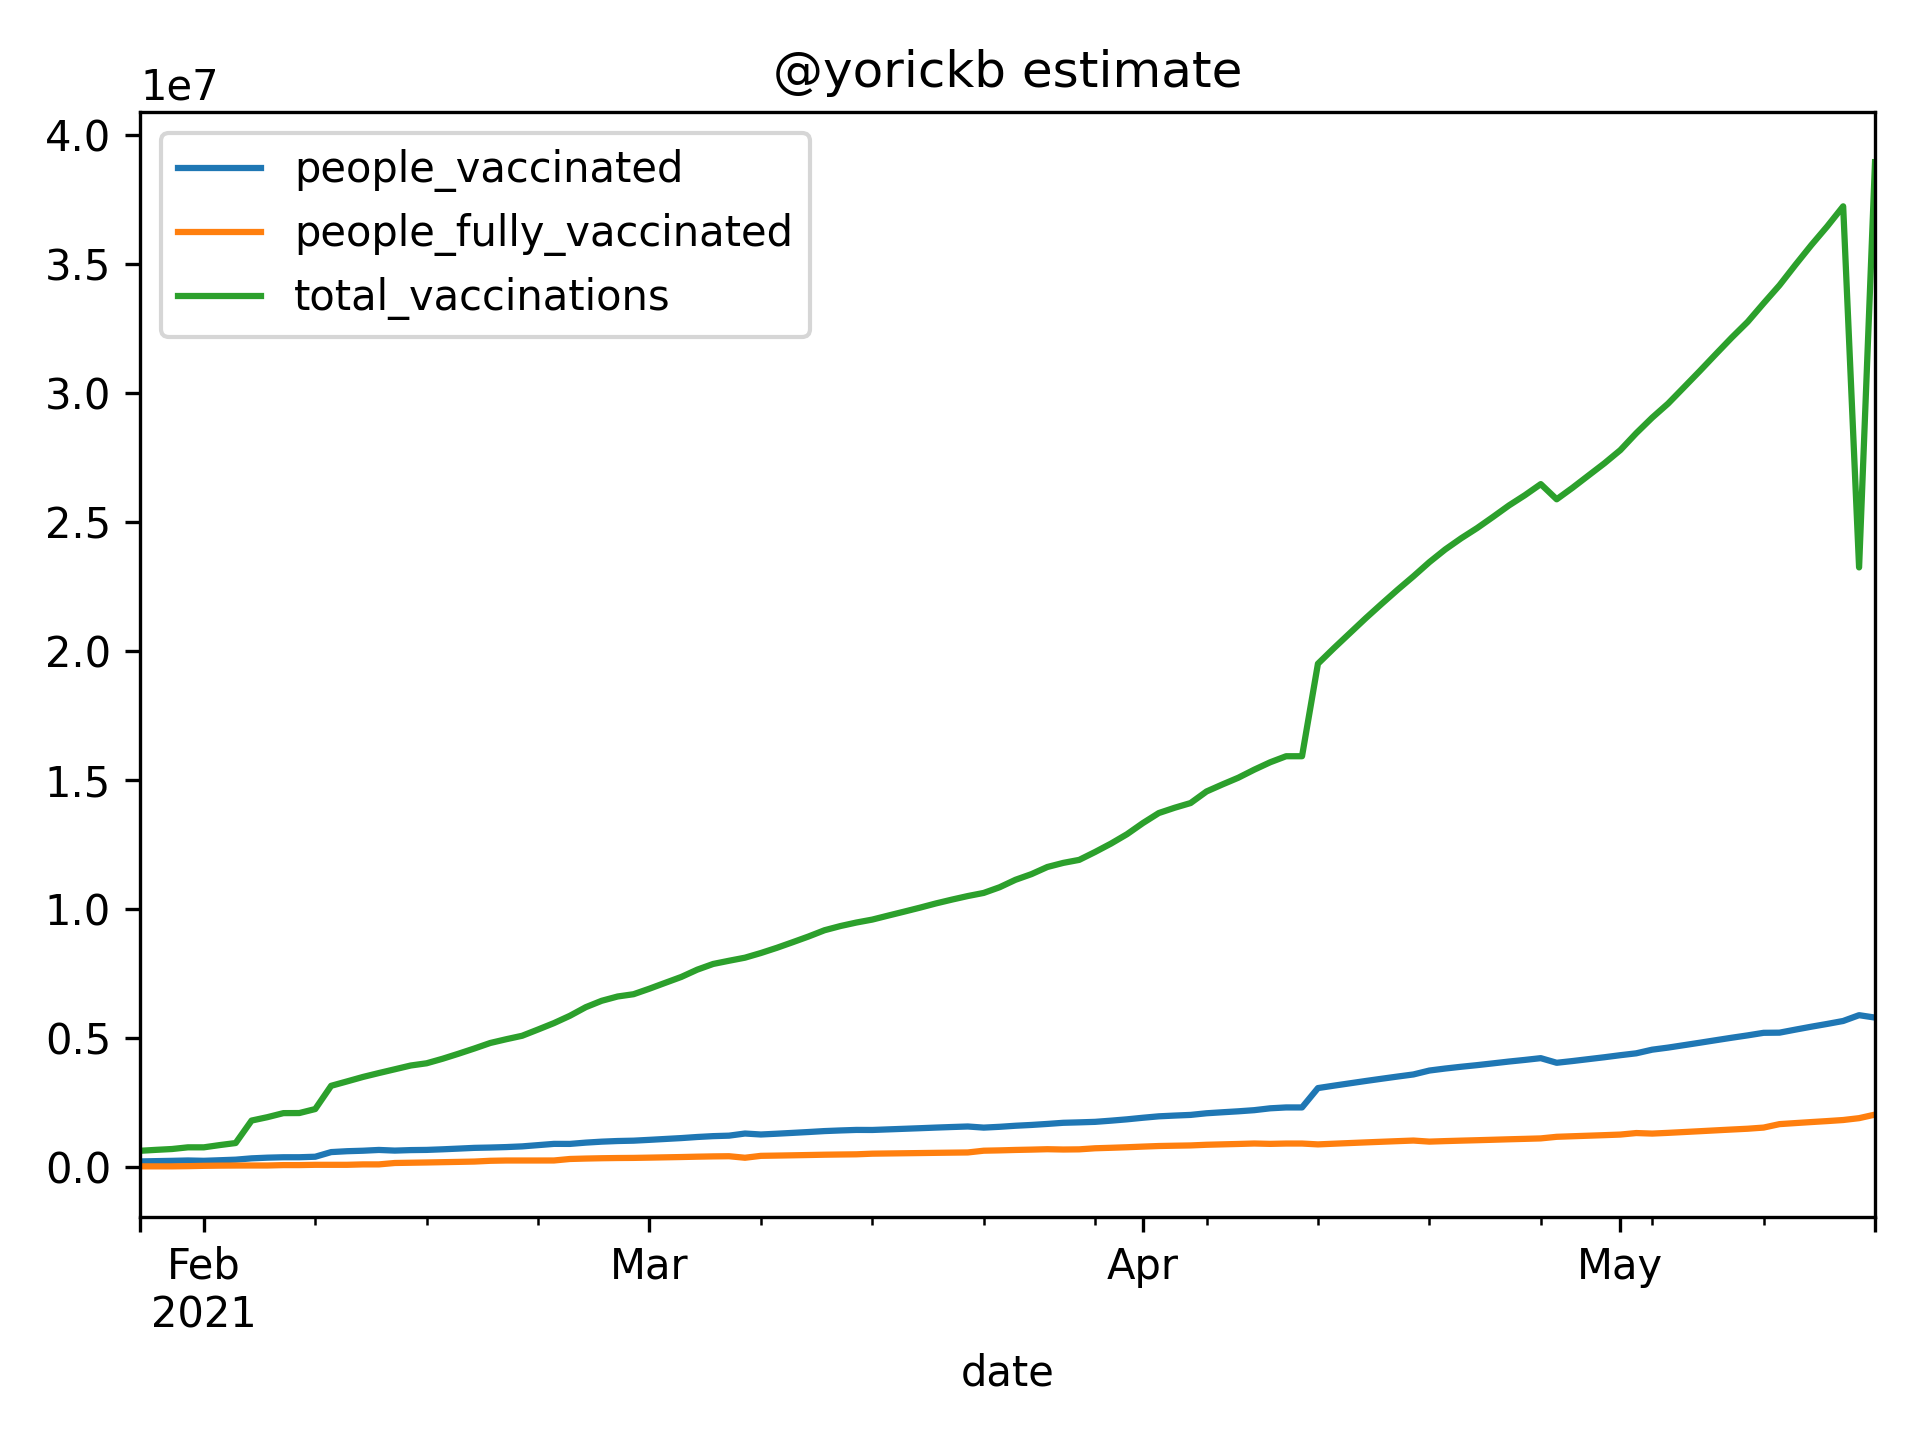 @yorickb estimate
1e7
4.0
3.5
3.0
2.5
2.0
1.5
1.0
0.5
0.0
people_vaccinated
people_fully_vaccinated
total_vaccinations
Feb Mar Apr May
2021
date